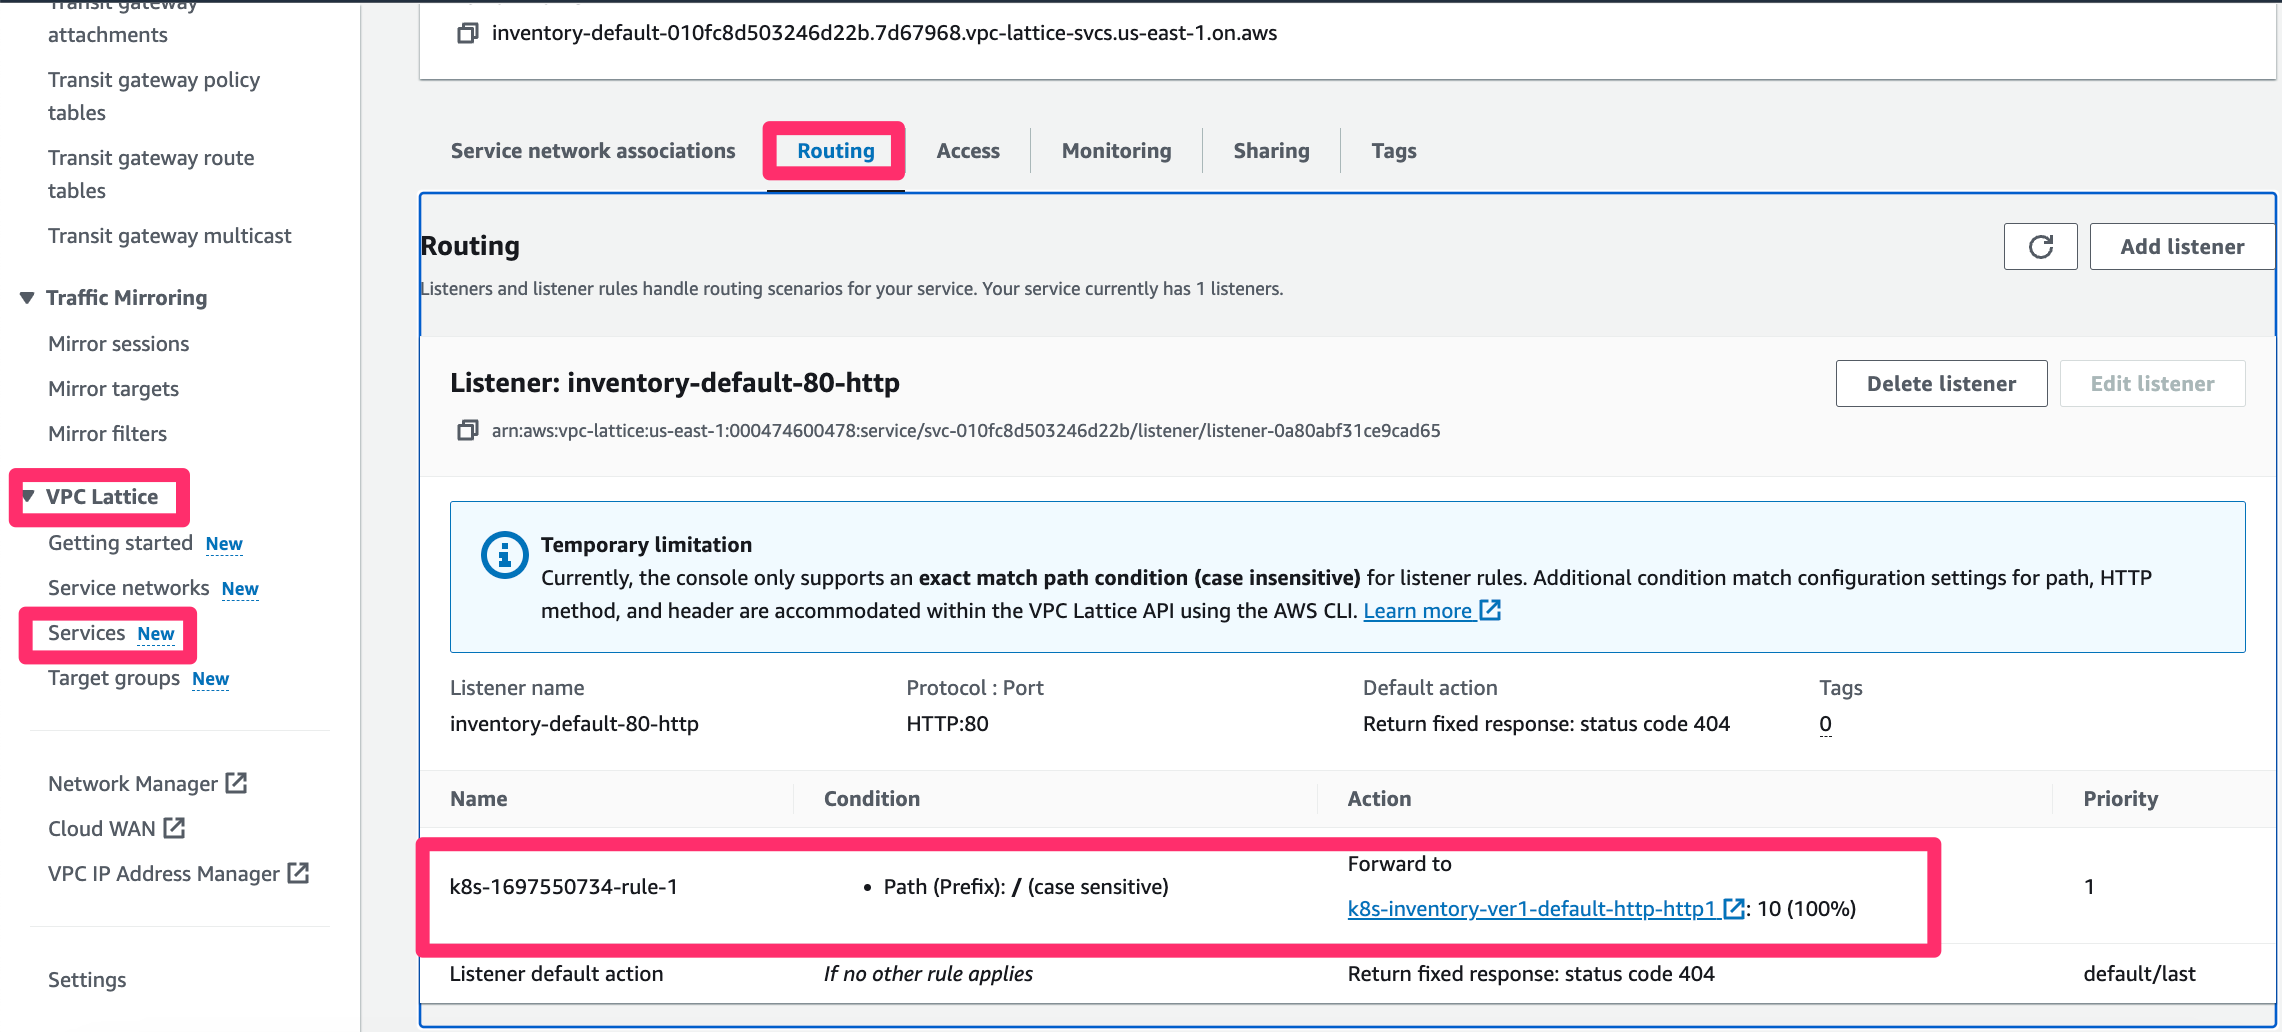 Transit gateway
attachments
Transit gateway policy
tables
Transit gateway route
tables
Transit gateway multicast
Traffic Mirroring
Mirror sessions
Mirror targets
Mirror filters
VPC Lattice
Getting started New
Service networks New
Services New
Target groups New
Network Manager
Cloud WAN
VPC IP Address Manager
Settings
inventory-default-010fc8d503246d22b.7d67968.vpc-lattice-svcs.us-east-1.on.aws
Service network associations Routing Access Monitoring Sharing Tags
Routing
Add listener
Listeners and listener rules handle routing scenarios for your service. Your service currently has 1 listeners.
Listener: inventory-default-80-http
Delete listener Edit listener
arn:aws:vpc-lattice:us-east-1:000474600478:service/svc-010fc8d503246d22b/listener/listener-0a80abf31ce9cad65
Temporary limitation
Currently, the console only supports an exact match path condition (case insensitive) for listener rules. Additional condition match configuration settings for path, HTTP
method, and header are accommodated within the VPC Lattice API using the AWS CLI. Learn more
Listener name Protocol : Port Default action Tags
inventory-default-80-http HTTP:80 Return fixed response: status code 404 0
Name Condition Action Priority
k8s-1697550734-rule-1 • Path (Prefix): / (case sensitive) Forward to 1
k8s-inventory-ver1-default-http-http1 : 10 (100%)
Listener default action If no other rule applies Return fixed response: status code 404 default/last